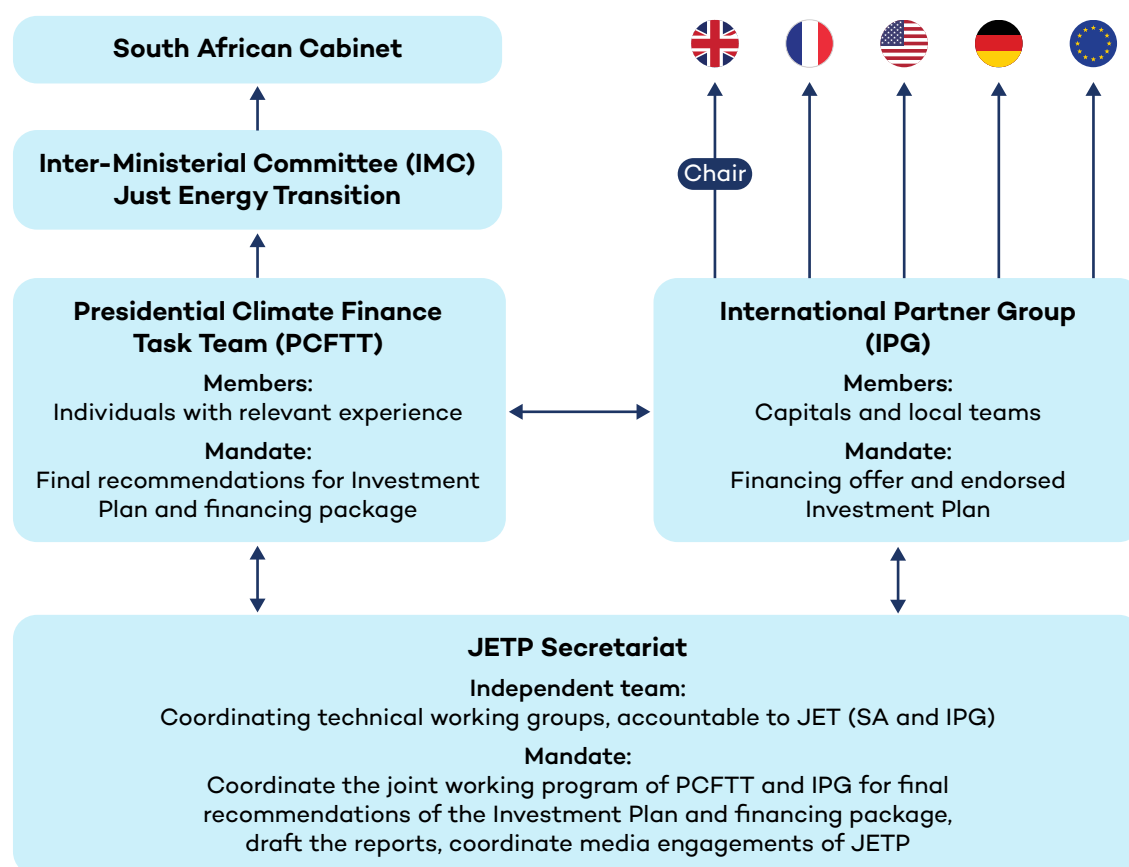 South African Cabinet
Inter-Ministerial Committee (IMC)
Just Energy Transition
Chair
Presidential Climate Finance
Task Team (PCFTT)
Members:
Individuals with relevant experience
Mandate:
Final recommendations for Investment
Plan and financing package
International Partner Group
(IPG)
Members:
Capitals and local teams
Mandate:
Financing offer and endorsed
Investment Plan
JETP Secretariat
Independent team:
Coordinating technical working groups, accountable to JET (SA and IPG)
Mandate:
Coordinate the joint working program of PCFTT and IPG for final
recommendations of the Investment Plan and financing package,
draft the reports, coordinate media engagements of JETP